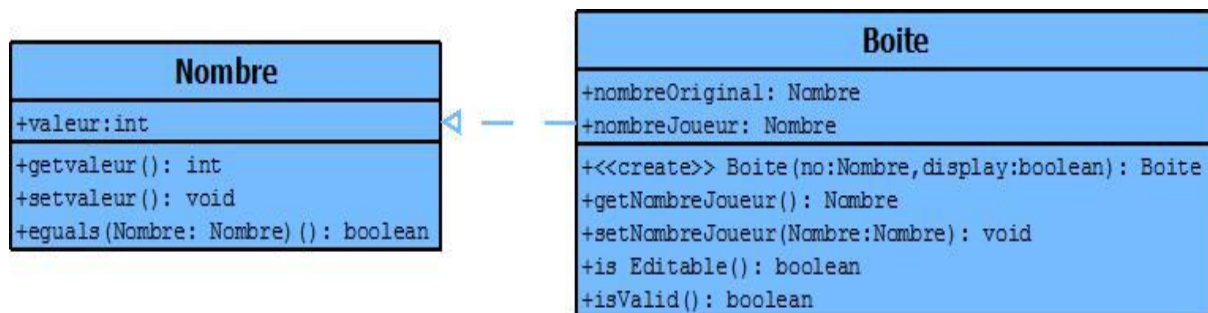 Nombre
+valeur:int
+getvaleur(): int
+setvaleur(): void
+equals(Nombre: Nombre)(): boolean
Boite
+nombreOriginal: Nombre
+nombreJoueur: Nombre
+<<create>> Boite(no:Nombre,display:boolean): Boite
+getNombreJoueur(): Nombre
+setNombreJoueur(Nombre:Nombre): void
+is Editable(): boolean
+isValid(): boolean